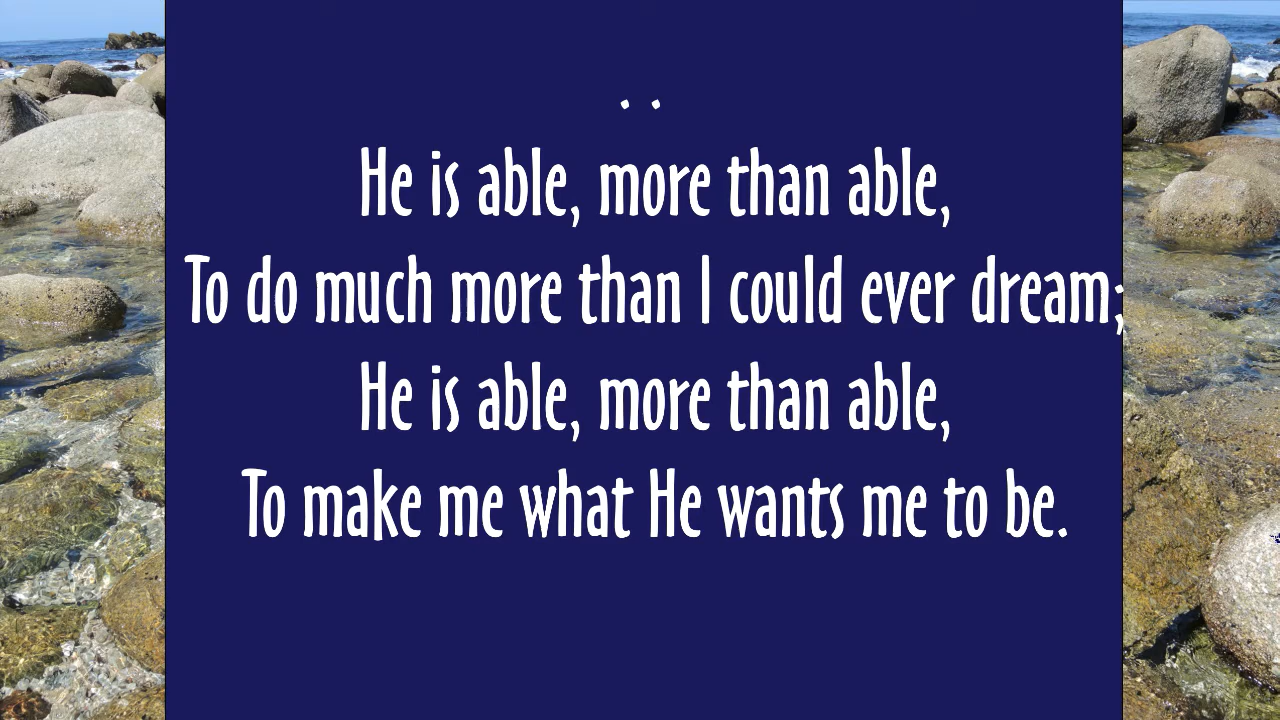 . .
He is able, more than able,
To do much more than I could ever dream;
He is able, more than able,
To make me what He wants me to be.